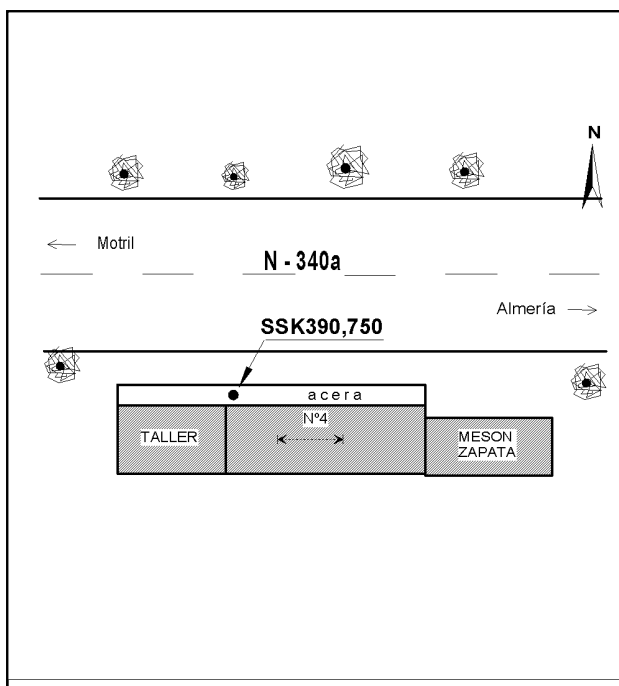 N
Motril
N - 340a
Almería
SSK390,750
acera
Nº4
TALLER
MESON
ZAPATA